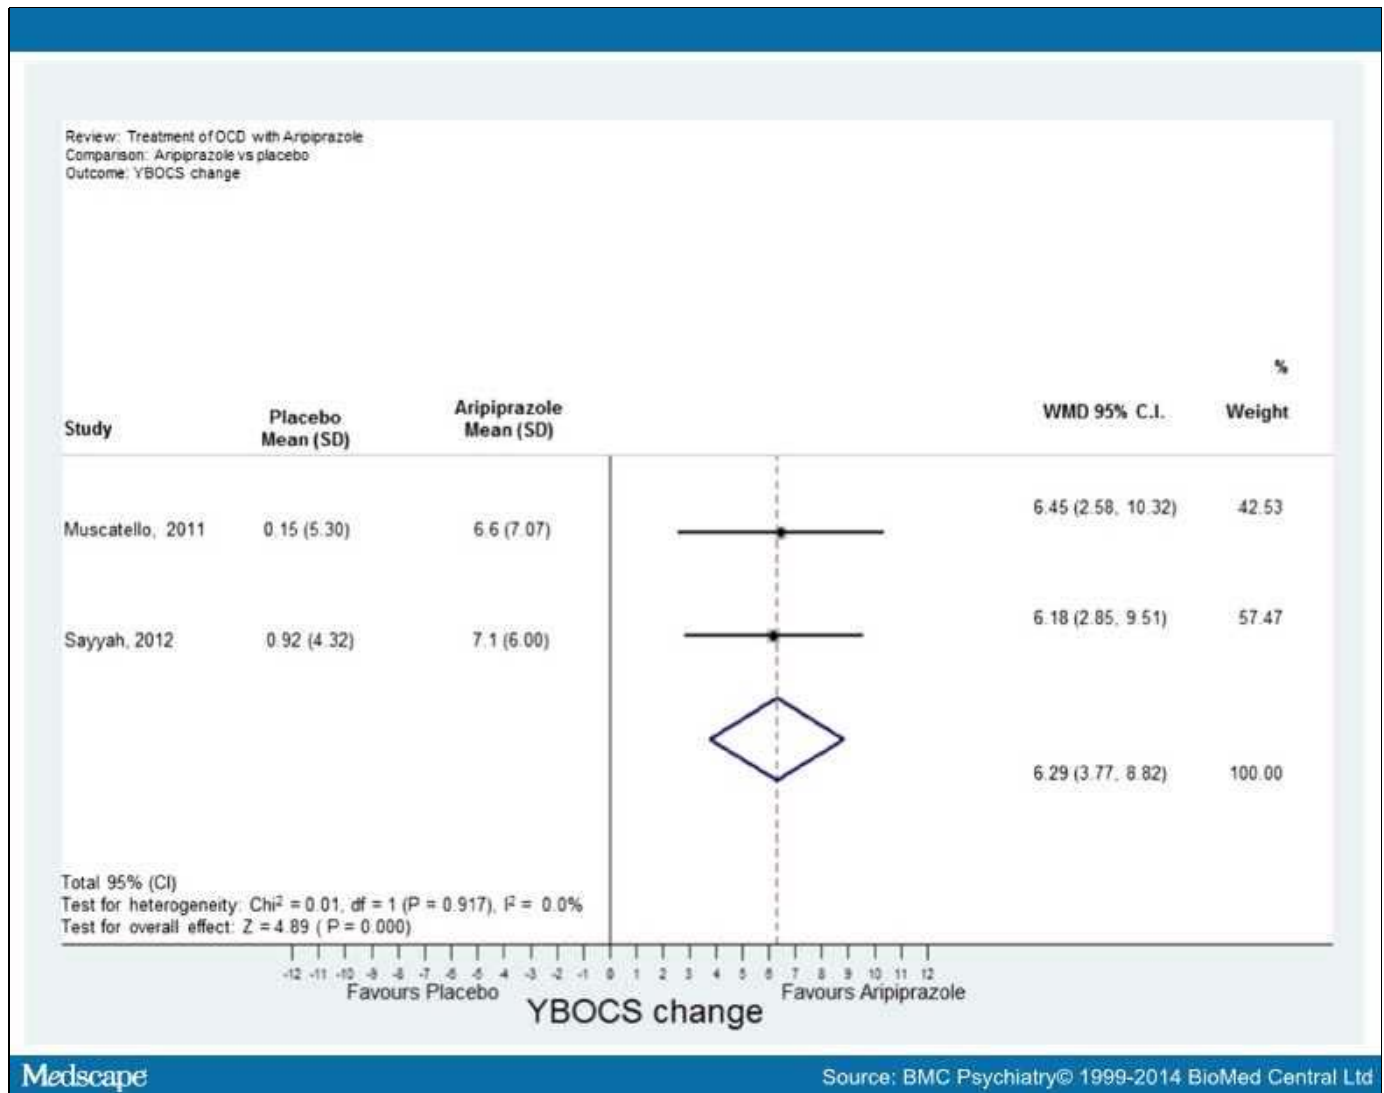 Review: Treatment of OCD with Aripiprazole
Comparison: Aripiprazole vs placebo
Outcome: YBOCS change
%
Study Placebo Aripiprazole WMD 95% C.I. Weight
Mean (SD) Mean (SD)
Muscatello, 2011 0.15 (5.30) 6.6 (7.07) 6.45 (2.58, 10.32) 42.53
Sayyah, 2012 0.92 (4.32) 7.1 (6.00) 6.18 (2.85, 9.51) 57.47
6.29 (3.77, 8.82) 100.00
Total 95% (CI)
Test for heterogeneity: Chi² = 0.01, df = 1 (P = 0.917), I² = 0.0%
Test for overall effect: Z = 4.89 ( P = 0.000)
-12 -11 -10 -9 -8 -7 -6 -5 -4 -3 -2 -1 0 1 2 3 4 5 6 7 8 9 10 11 12
Favours Placebo Favours Aripiprazole
YBOCS change
Medscape Source: BMC Psychiatry© 1999-2014 BioMed Central Ltd